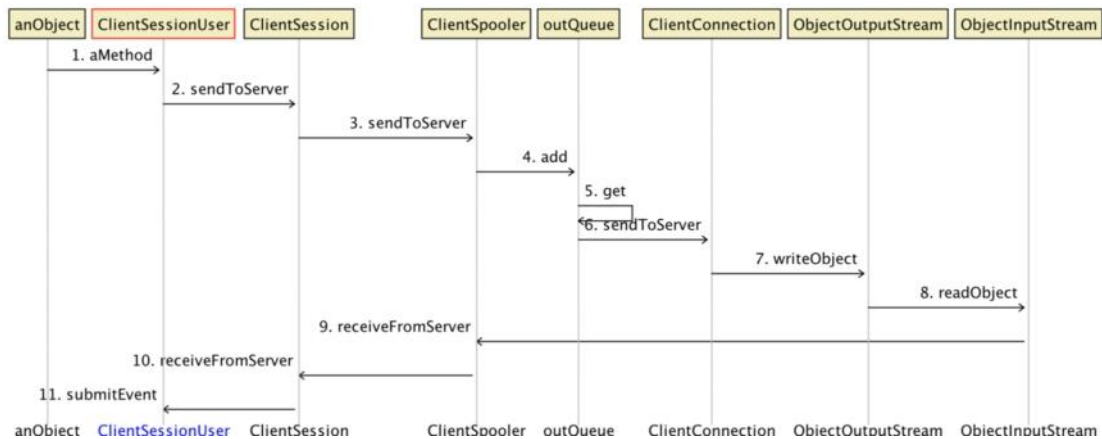 anObject ClientSessionUser ClientSession ClientSpooler outQueue ClientConnection ObjectOutputStream ObjectInputStream
1. aMethod
2. sendToServer
3. sendToServer
4. add
5. get
6. sendToServer
7. writeObject
8. readObject
9. receiveFromServer
10. receiveFromServer
11. submitEvent
anObject ClientSessionUser ClientSession ClientSpooler outQueue ClientConnection ObjectOutputStream ObjectInputStream